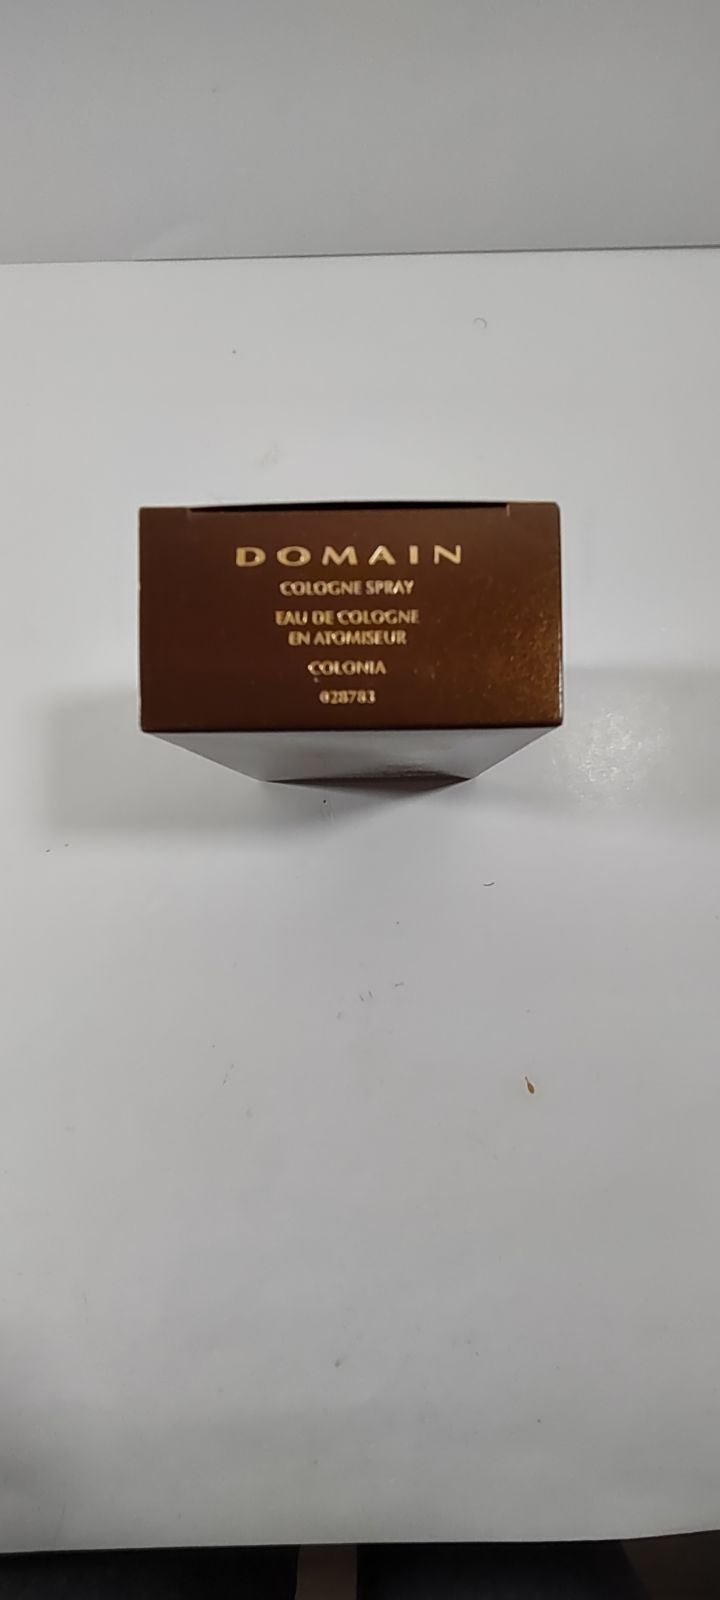 DOMAIN
COLOGNE SPRAY
EAU DE COLOGNE
EN ATOMISEUR
COLONIA
028783